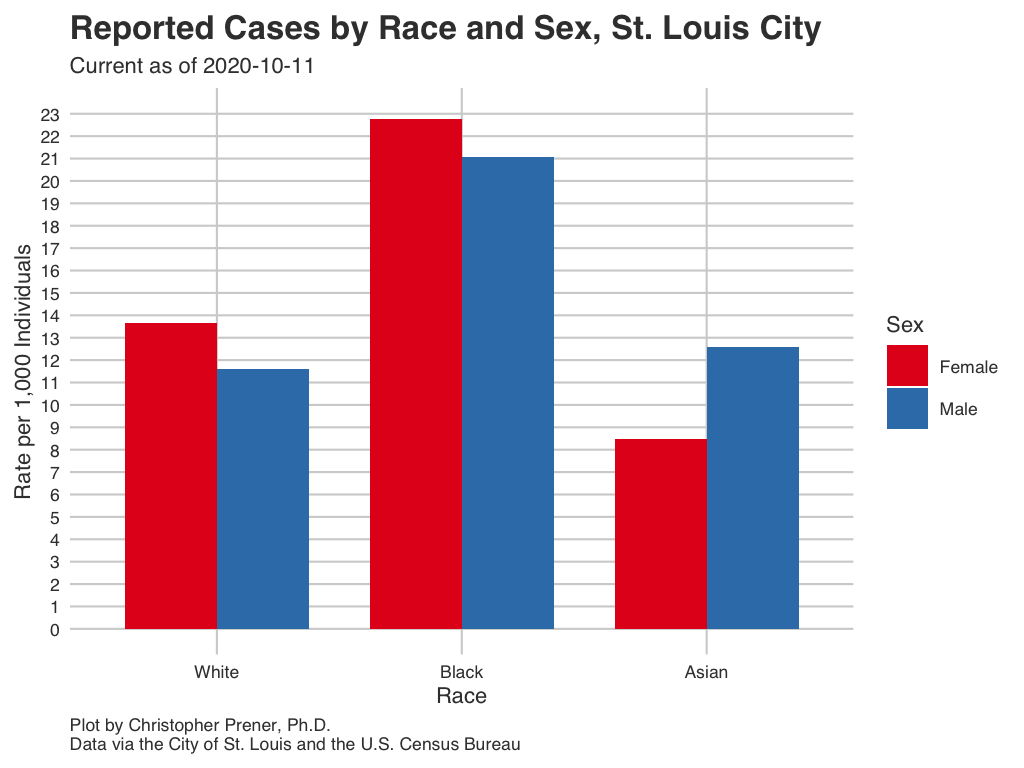 Reported Cases by Race and Sex, St. Louis City
Current as of 2020-10-11
Rate per 1,000 Individuals
23
22
21
20
19
18
17
16
15
14
13
12
11
10
9
8
7
6
5
4
3
2
1
0
White
Black
Asian
Race
Sex
Female
Male
Plot by Christopher Prener, Ph.D.
Data via the City of St. Louis and the U.S. Census Bureau